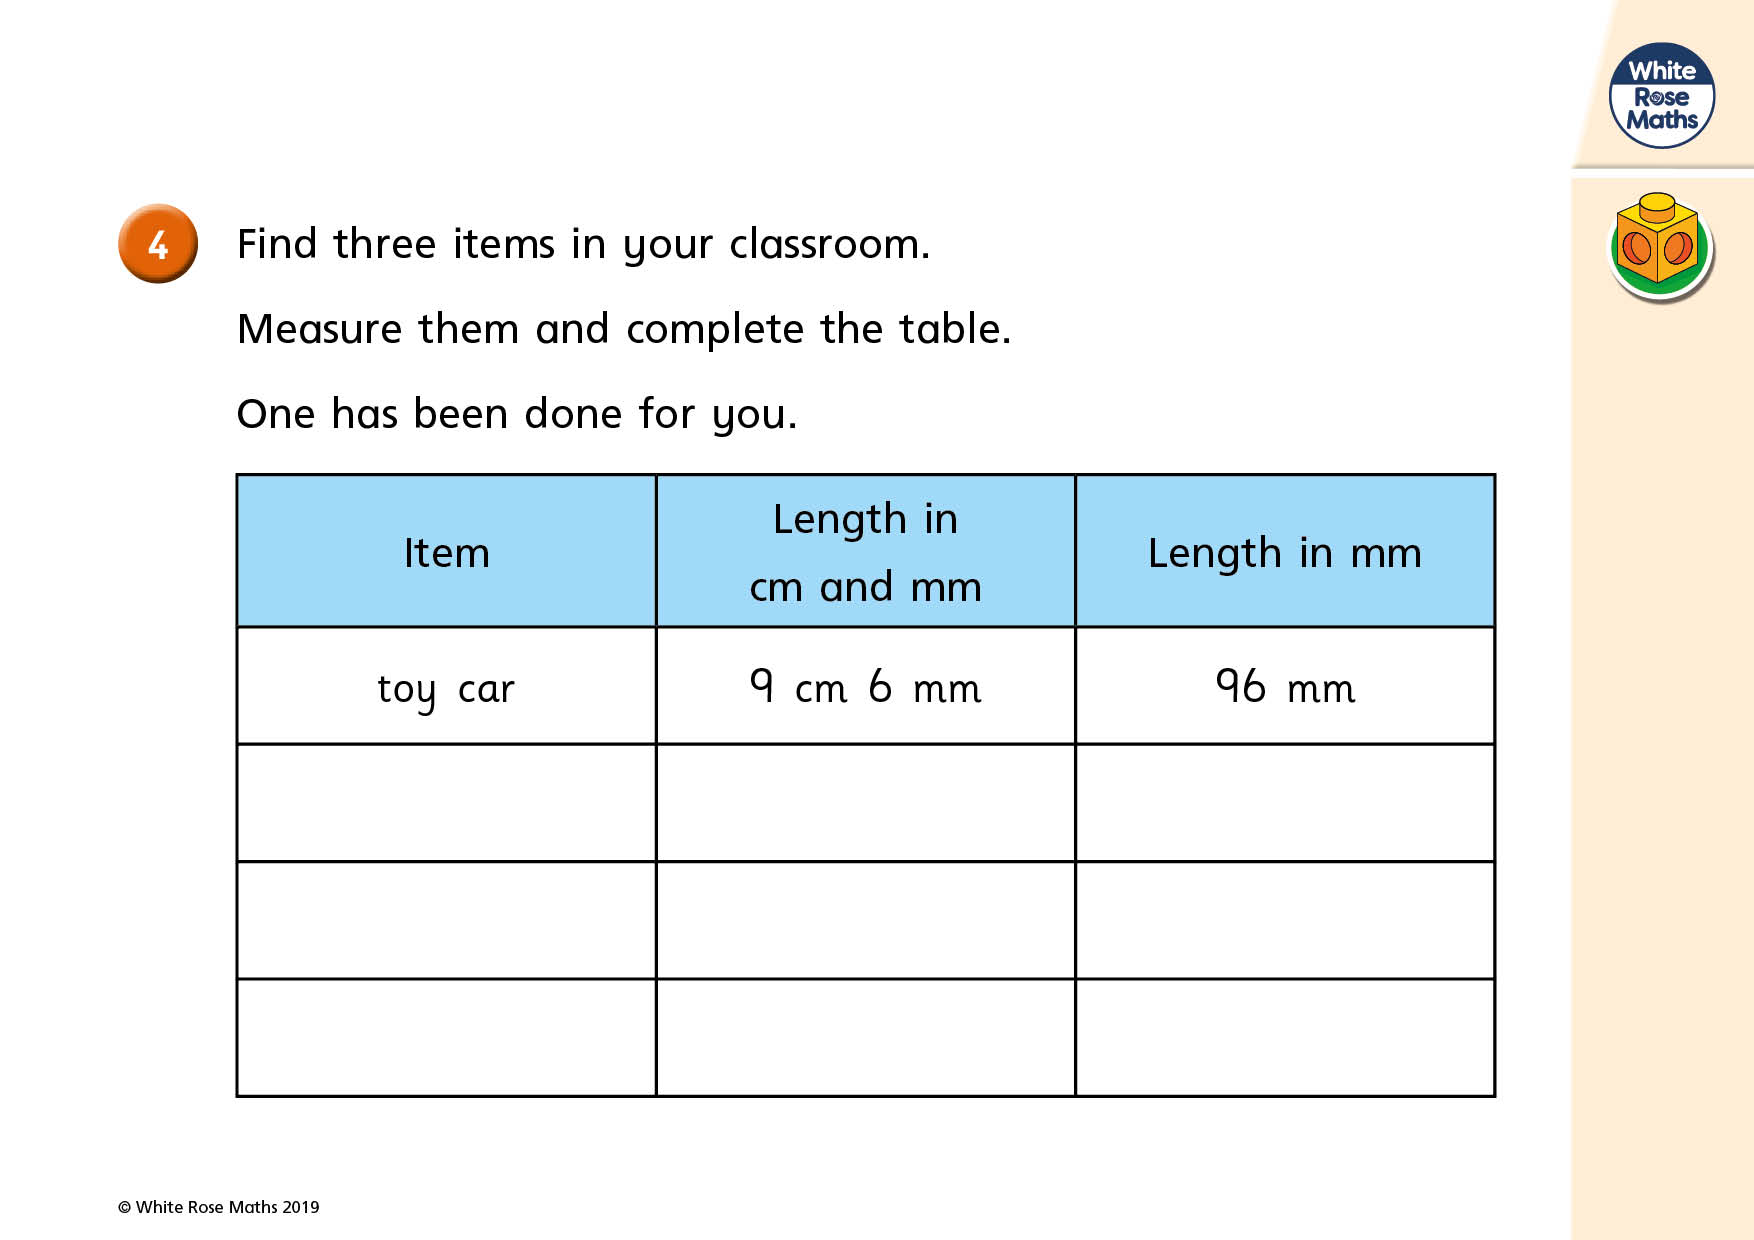 White
Rose
Maths
4
Find three items in your classroom.
Measure them and complete the table.
One has been done for you.
Item
Length in
cm and mm
Length in mm
toy car
9 cm 6 mm
96 mm
© White Rose Maths 2019